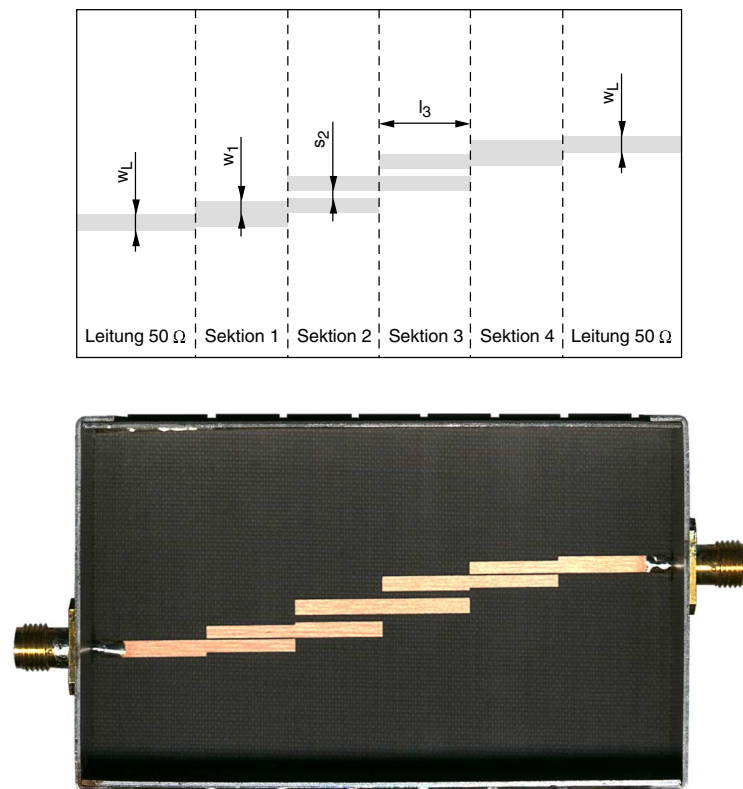 w_L
w_1
s_2
l_3
w_L
Leitung 50 Ω
Sektion 1
Sektion 2
Sektion 3
Sektion 4
Leitung 50 Ω